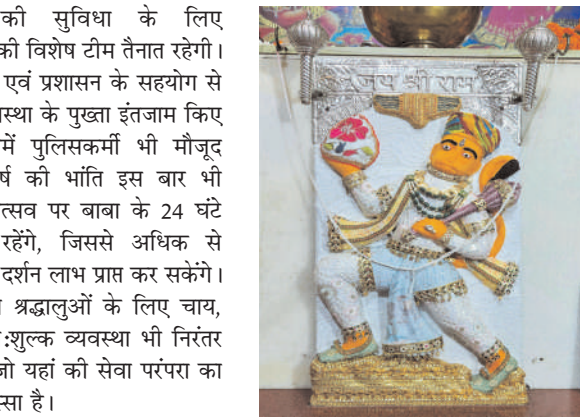 की सुविधा के लिए
की विशेष टीम तैनात रहेगी।
एवं प्रशासन के सहयोग से
स्था के पुख्ता इंतजाम किए
में पुलिसकर्मी भी मौजूद
र्ष की भांति इस बार भी
त्सव पर बाबा के 24 घंटे
रहेंगे, जिससे अधिक से
दर्शन लाभ प्राप्त कर सकेंगे।
श्रद्धालुओं के लिए चाय,
:शुल्क व्यवस्था भी निरंतर
जो यहां की सेवा परंपरा का
स्सा है।
जय श्री राम